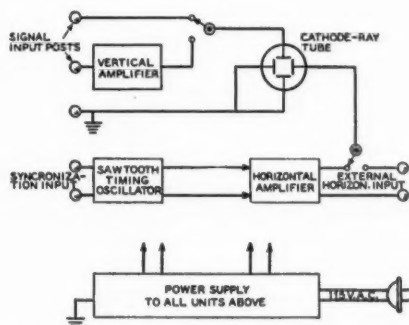 SIGNAL
INPUT POSTS
VERTICAL
AMPLIFIER
CATHODE-RAY
TUBE
SYNCRONIZA-
TION INPUT
SAWTOOTH
TIMING
OSCILLATOR
HORIZONTAL
AMPLIFIER
EXTERNAL
HORIZON. INPUT
POWER SUPPLY
TO ALL UNITS ABOVE
115 V. A.C.